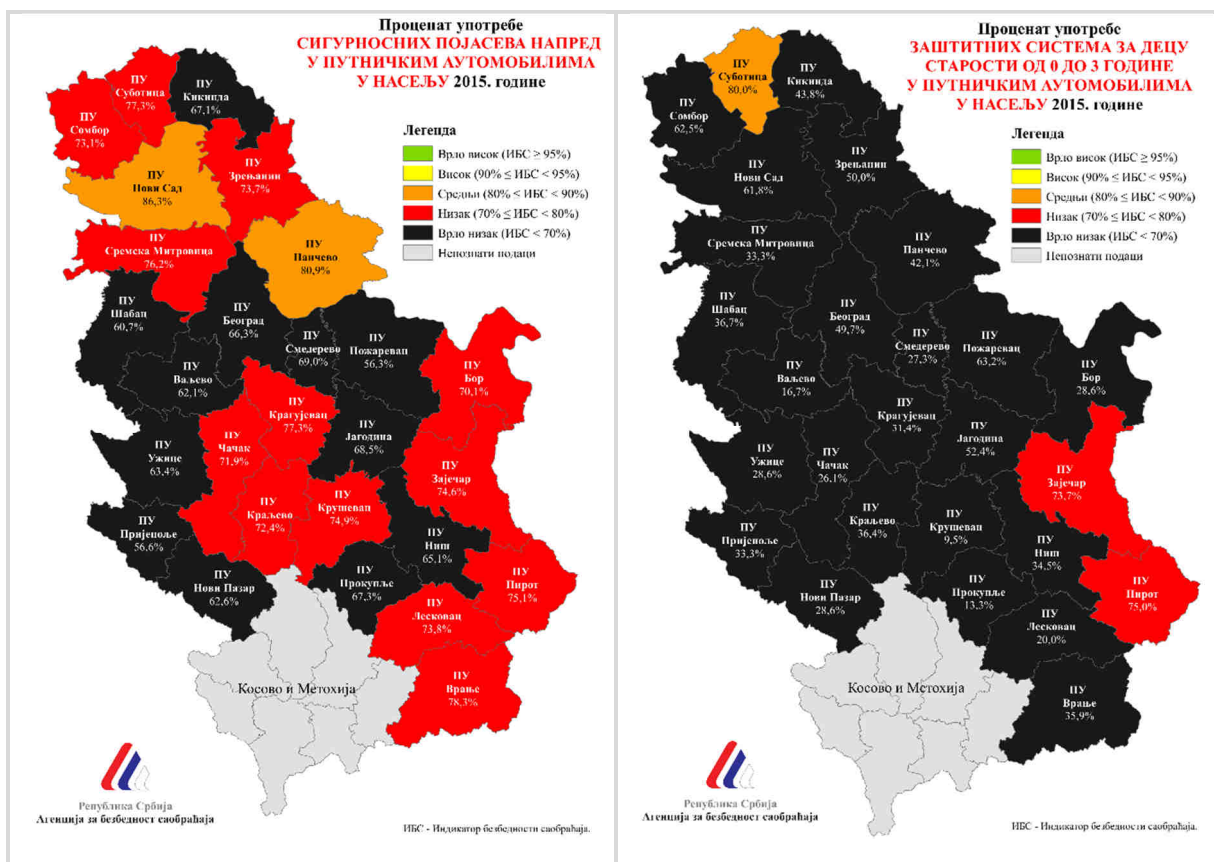 Проценат употребе
СИГУРНОСНИХ ПОЈАСЕВА НАПРЕД
У ПУТНИЧКИМ АУТОМОБИЛИМА
У НАСЕЉУ 2015. године
Легенда
Врло висок (ИБС ≥ 95%)
Висок (90% ≤ ИБС < 95%)
Средњи (80% ≤ ИБС < 90%)
Низак (70% ≤ ИБС < 80%)
Врло низак (ИБС < 70%)
Непознати подаци
ПУ
Суботица
77,3%
ПУ
Кикинда
67,1%
ПУ
Сомбор
73,1%
ПУ
Нови Сад
86,3%
ПУ
Зрењанин
73,7%
ПУ
Сремска Митровица
76,2%
ПУ
Панчево
80,9%
ПУ
Шабац
60,7%
ПУ
Београд
66,3%
ПУ
Смедерево
69,0%
ПУ
Пожаревац
56,3%
ПУ
Ваљево
62,1%
ПУ
Бор
70,1%
ПУ
Крагујевац
77,3%
ПУ
Јагодина
68,5%
ПУ
Ужице
63,4%
ПУ
Чачак
71,9%
ПУ
Зајечар
74,6%
ПУ
Краљево
72,4%
ПУ
Крушевац
74,9%
ПУ
Пријепоље
56,6%
ПУ
Ниш
65,1%
ПУ
Нови Пазар
62,6%
ПУ
Прокупље
67,3%
ПУ
Пирот
75,1%
ПУ
Лесковац
73,8%
ПУ
Врање
78,3%
Косово и Метохија
Република Србија
Агенција за безбедност саобраћаја
ИБС - Индикатор безбедности саобраћаја.
Проценат употребе
ЗАШТИТНИХ СИСТЕМА ЗА ДЕЦУ
СТАРОСТИ ОД 0 ДО 3 ГОДИНЕ
У ПУТНИЧКИМ АУТОМОБИЛИМА
У НАСЕЉУ 2015. године
Легенда
Врло висок (ИБС ≥ 95%)
Висок (90% ≤ ИБС < 95%)
Средњи (80% ≤ ИБС < 90%)
Низак (70% ≤ ИБС < 80%)
Врло низак (ИБС < 70%)
Непознати подаци
ПУ
Суботица
80,0%
ПУ
Кикинда
43,8%
ПУ
Сомбор
62,5%
ПУ
Нови Сад
61,8%
ПУ
Зрењанин
50,0%
ПУ
Сремска Митровица
33,3%
ПУ
Панчево
42,1%
ПУ
Шабац
36,7%
ПУ
Београд
49,7%
ПУ
Смедерево
27,3%
ПУ
Пожаревац
63,2%
ПУ
Ваљево
16,7%
ПУ
Бор
28,6%
ПУ
Крагујевац
31,4%
ПУ
Јагодина
52,4%
ПУ
Ужице
28,6%
ПУ
Чачак
26,1%
ПУ
Зајечар
73,7%
ПУ
Краљево
36,4%
ПУ
Крушевац
9,5%
ПУ
Пријепоље
33,3%
ПУ
Ниш
34,5%
ПУ
Нови Пазар
28,6%
ПУ
Прокупље
13,3%
ПУ
Пирот
75,0%
ПУ
Лесковац
20,0%
ПУ
Врање
35,9%
Косово и Метохија
Република Србија
Агенција за безбедност саобраћаја
ИБС - Индикатор безбедности саобраћаја.